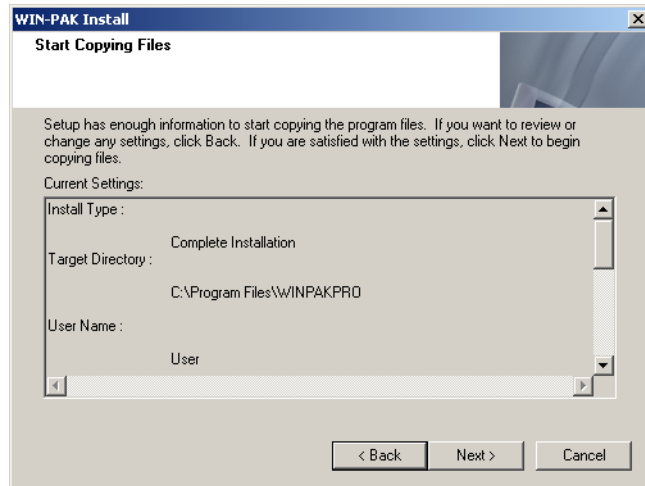 WIN-PAK Install
Start Copying Files
Setup has enough information to start copying the program files.  If you want to review or
change any settings, click Back.  If you are satisfied with the settings, click Next to begin
copying files.
Current Settings:
Install Type :
Complete Installation
Target Directory :
C:\Program Files\WINPAKPRO
User Name :
User
< Back
Next >
Cancel